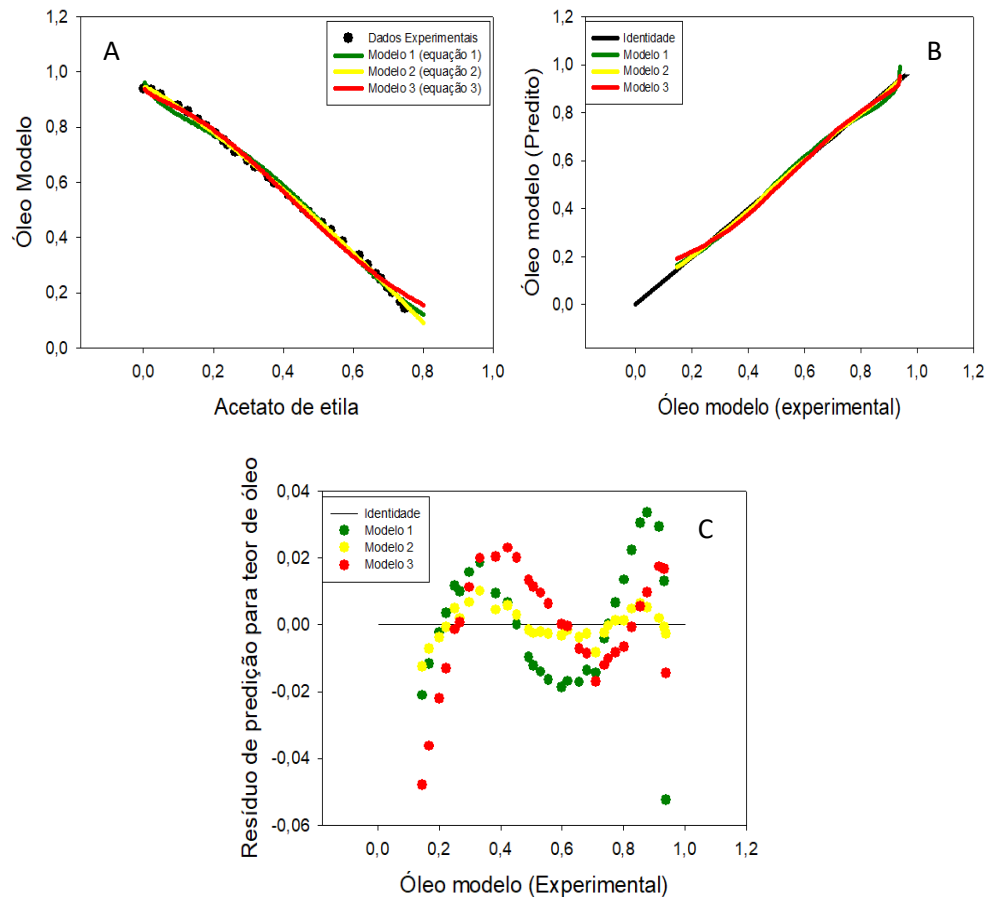 A
Dados Experimentais
Modelo 1 (equação 1)
Modelo 2 (equação 2)
Modelo 3 (equação 3)
1,2
1,0
0,8
0,6
0,4
0,2
0,0
Óleo Modelo
0,0 0,2 0,4 0,6 0,8 1,0
Acetato de etila
B
Identidade
Modelo 1
Modelo 2
Modelo 3
1,2
1,0
0,8
0,6
0,4
0,2
0,0
Óleo modelo (Predito)
0,0 0,2 0,4 0,6 0,8 1,0 1,2
Óleo modelo (experimental)
C
Identidade
Modelo 1
Modelo 2
Modelo 3
0,04
0,02
0,00
-0,02
-0,04
-0,06
Resíduo de predição para teor de óleo
0,0 0,2 0,4 0,6 0,8 1,0 1,2
Óleo modelo (Experimental)